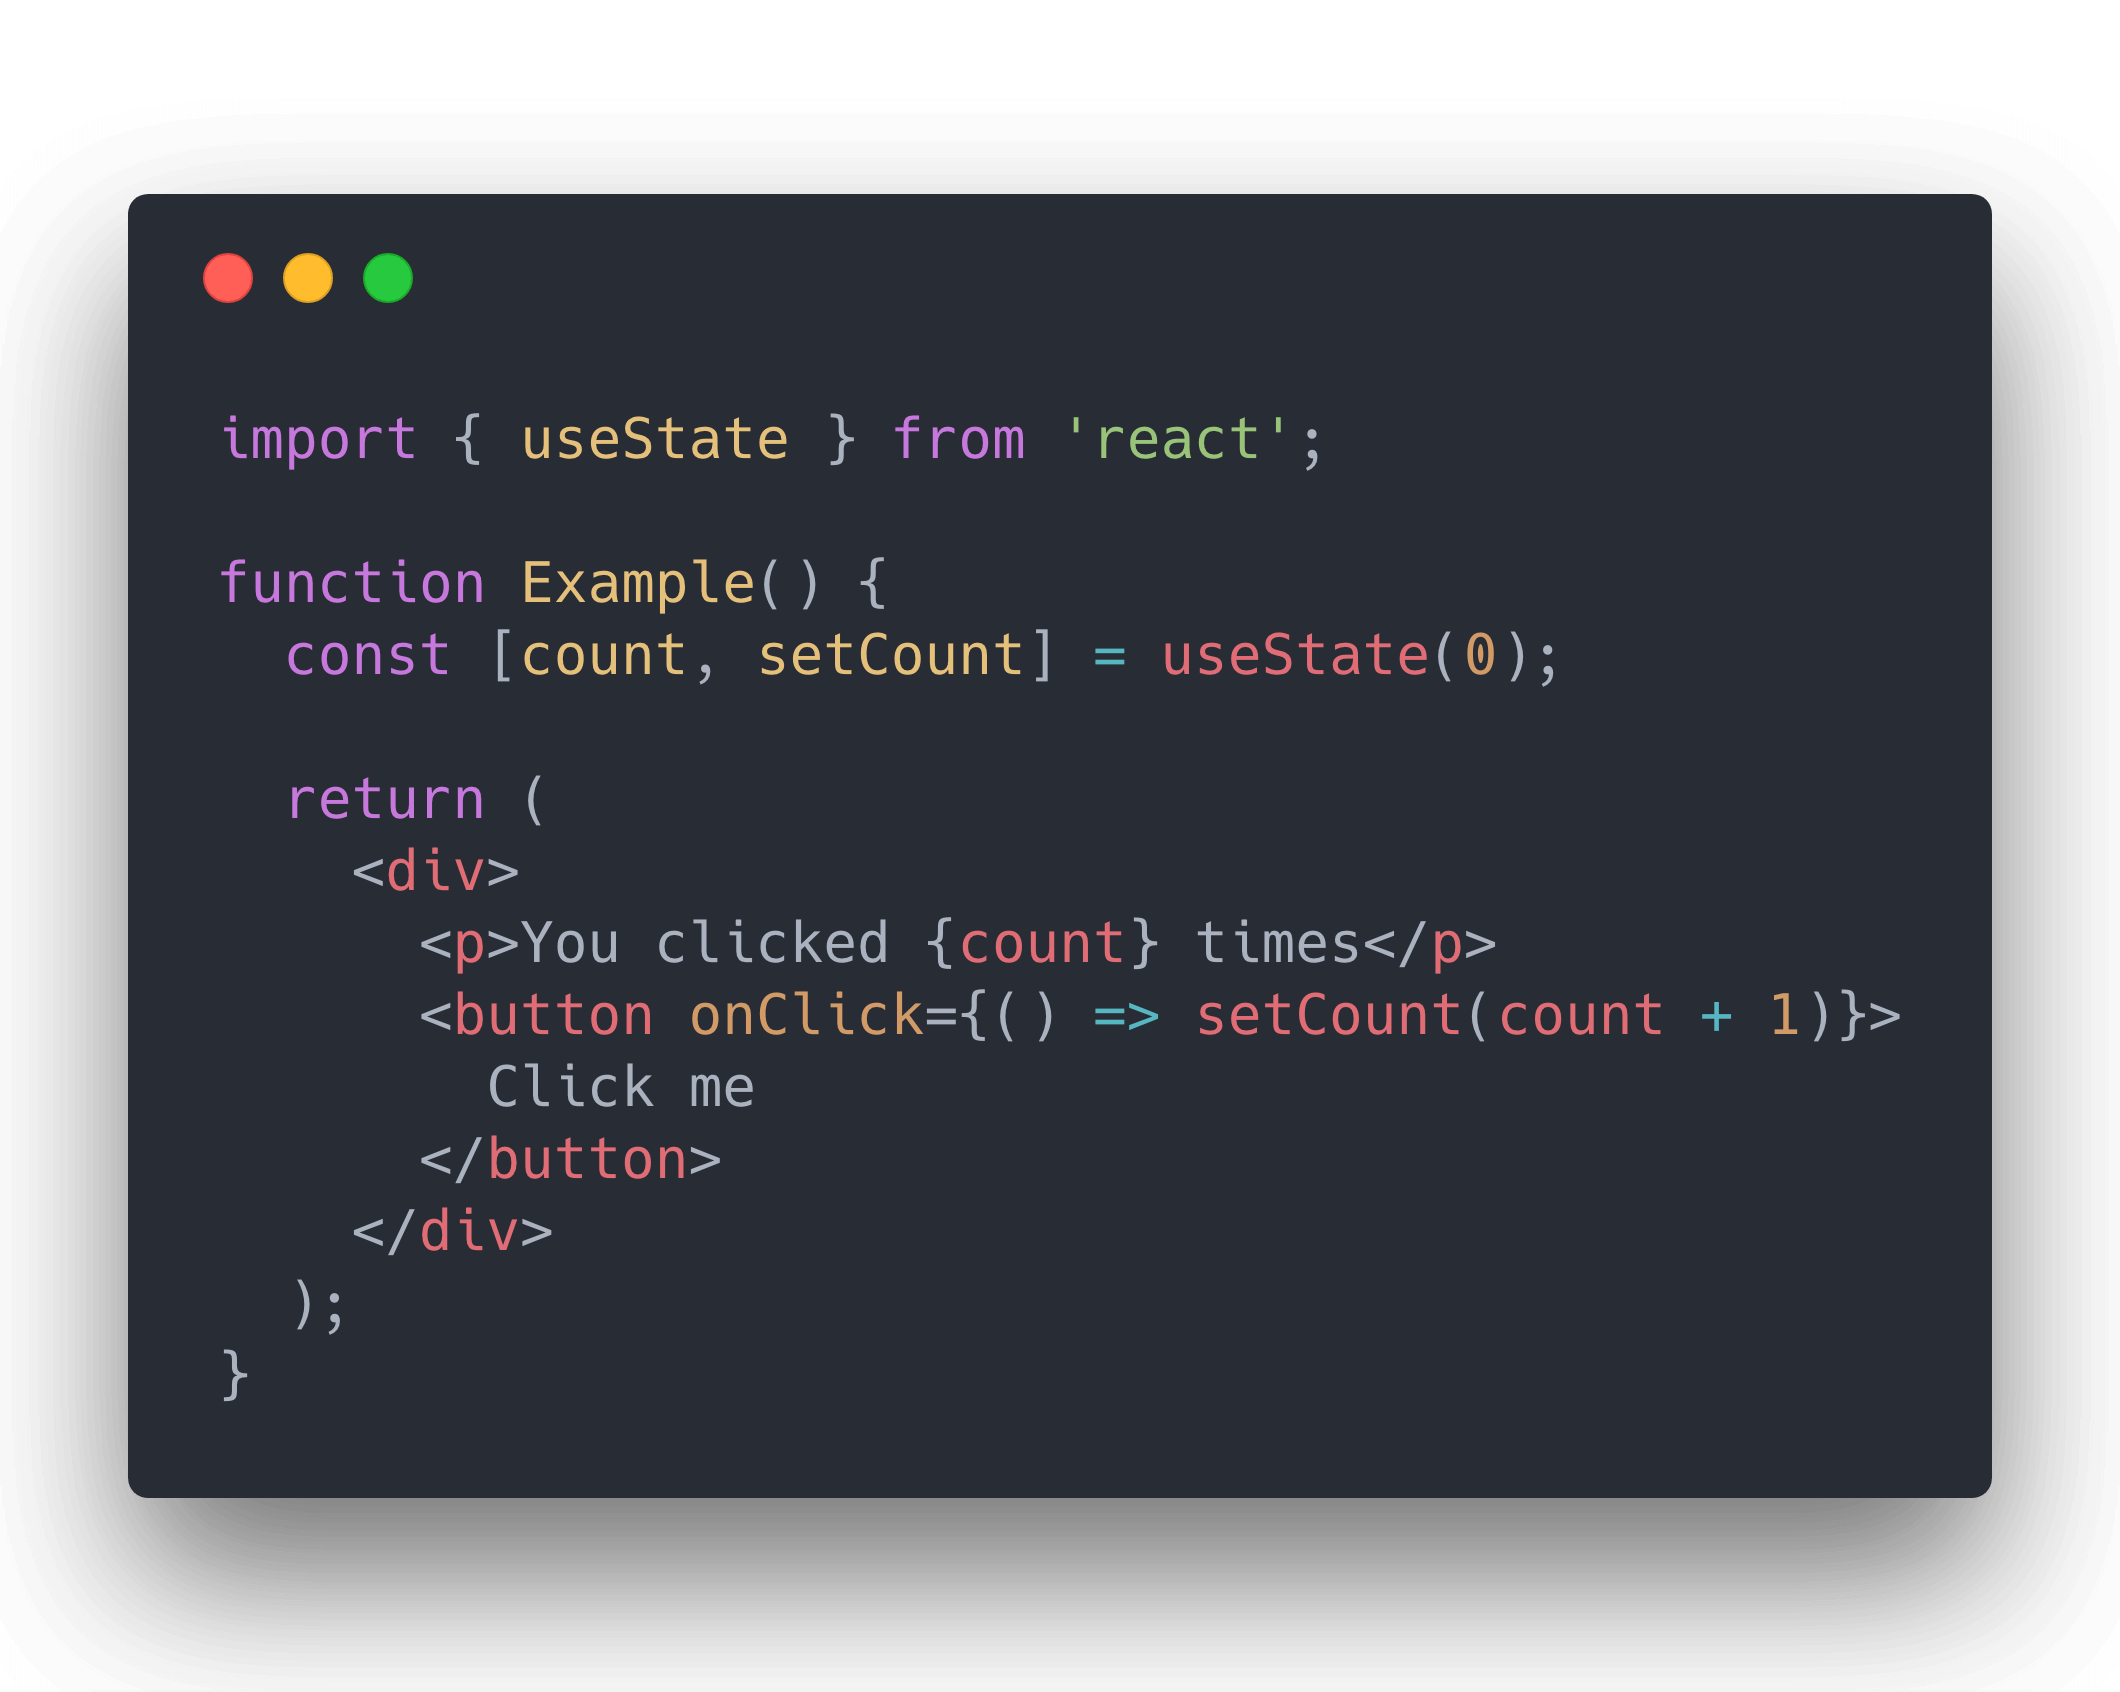 import { useState } from 'react';
function Example() {
  const [count, setCount] = useState(0);
  return (
    <div>
      <p>You clicked {count} times</p>
      <button onClick={() => setCount(count + 1)}>
        Click me
      </button>
    </div>
  );
}